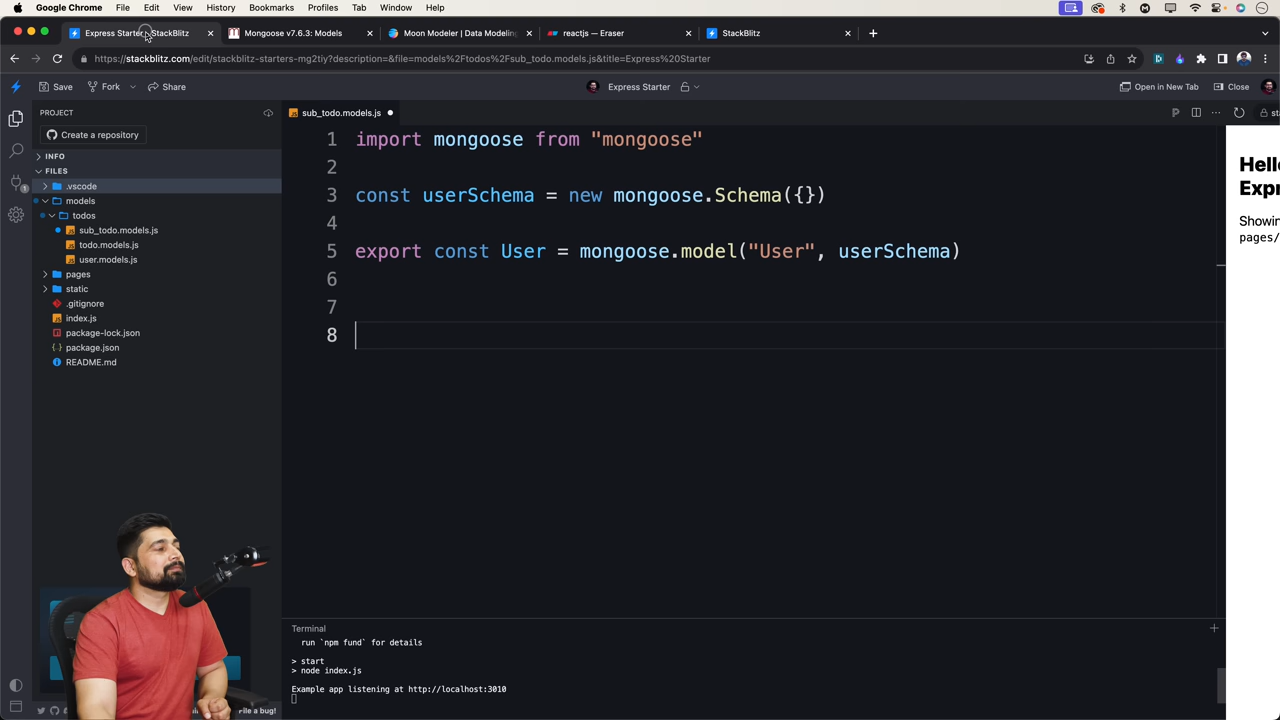 Google Chrome File Edit View History Bookmarks Profiles Tab Window Help
Express Starter - StackBlitz
Mongoose v7.6.3: Models
Moon Modeler | Data Modeling
reactjs — Eraser
StackBlitz
https://stackblitz.com/edit/stackblitz-starters-mg2tiy?description=&file=models%2Ftodos%2Fsub_todo.models.js&title=Express%20Starter
Save Fork Share
Express Starter
Open in New Tab Close
PROJECT
Create a repository
INFO
FILES
.vscode
models
todos
sub_todo.models.js
todo.models.js
user.models.js
pages
static
.gitignore
index.js
package-lock.json
package.json
README.md
1
sub_todo.models.js
1 import mongoose from "mongoose"
2
3 const userSchema = new mongoose.Schema({})
4
5 export const User = mongoose.model("User", userSchema)
6
7
8
Showin
pages/
Terminal
run `npm fund` for details
> start
> node index.js
Example app listening at http://localhost:3010
File a bug!